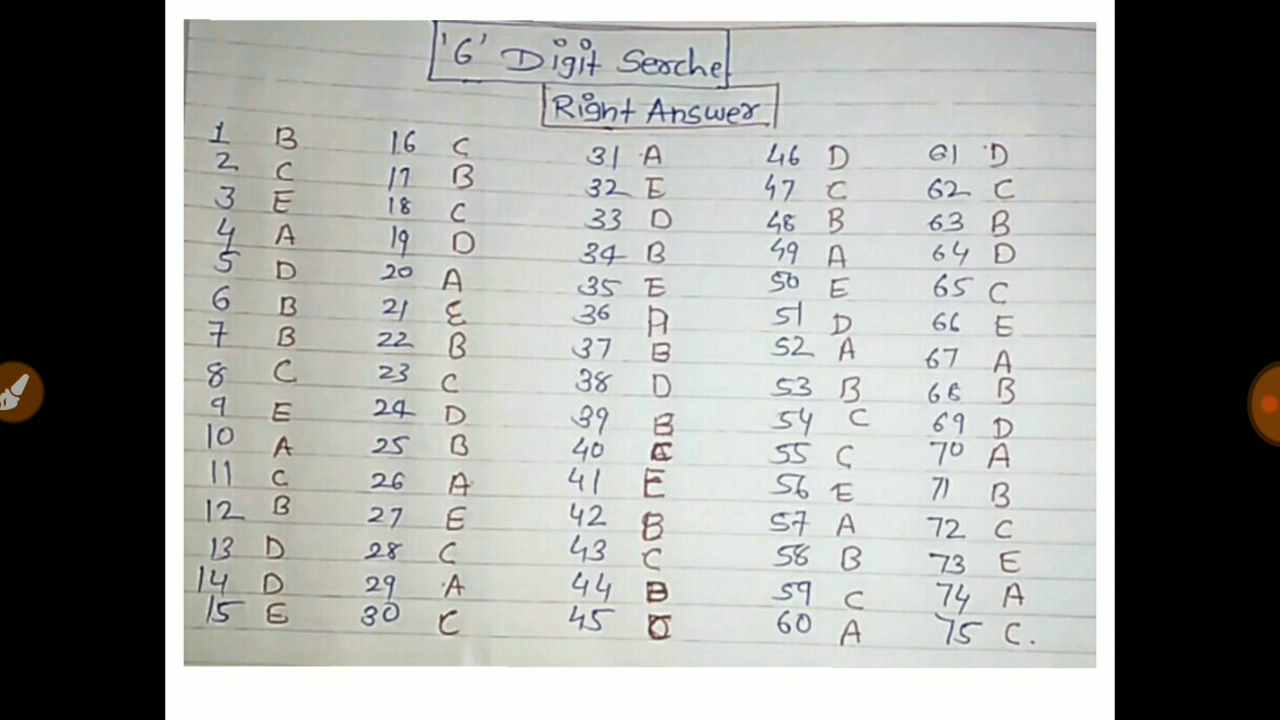 '6' Digit Serche
Right Answer
1 B 16 C 31 A 46 D 61 D
2 C 17 B 32 E 47 C 62 C
3 E 18 C 33 D 48 B 63 B
4 A 19 D 34 B 49 A 64 D
5 D 20 A 35 E 50 E 65 C
6 B 21 E 36 A 51 D 66 E
7 B 22 B 37 B 52 A 67 A
8 C 23 C 38 D 53 B 68 B
9 E 24 D 39 B 54 C 69 D
10 A 25 B 40 55 C 70 A
11 C 26 A 41 E 56 E 71 B
12 B 27 E 42 B 57 A 72 C
13 D 28 C 43 C 58 B 73 E
14 D 29 A 44 59 C 74 A
15 E 30 C 45 60 A 75 C.